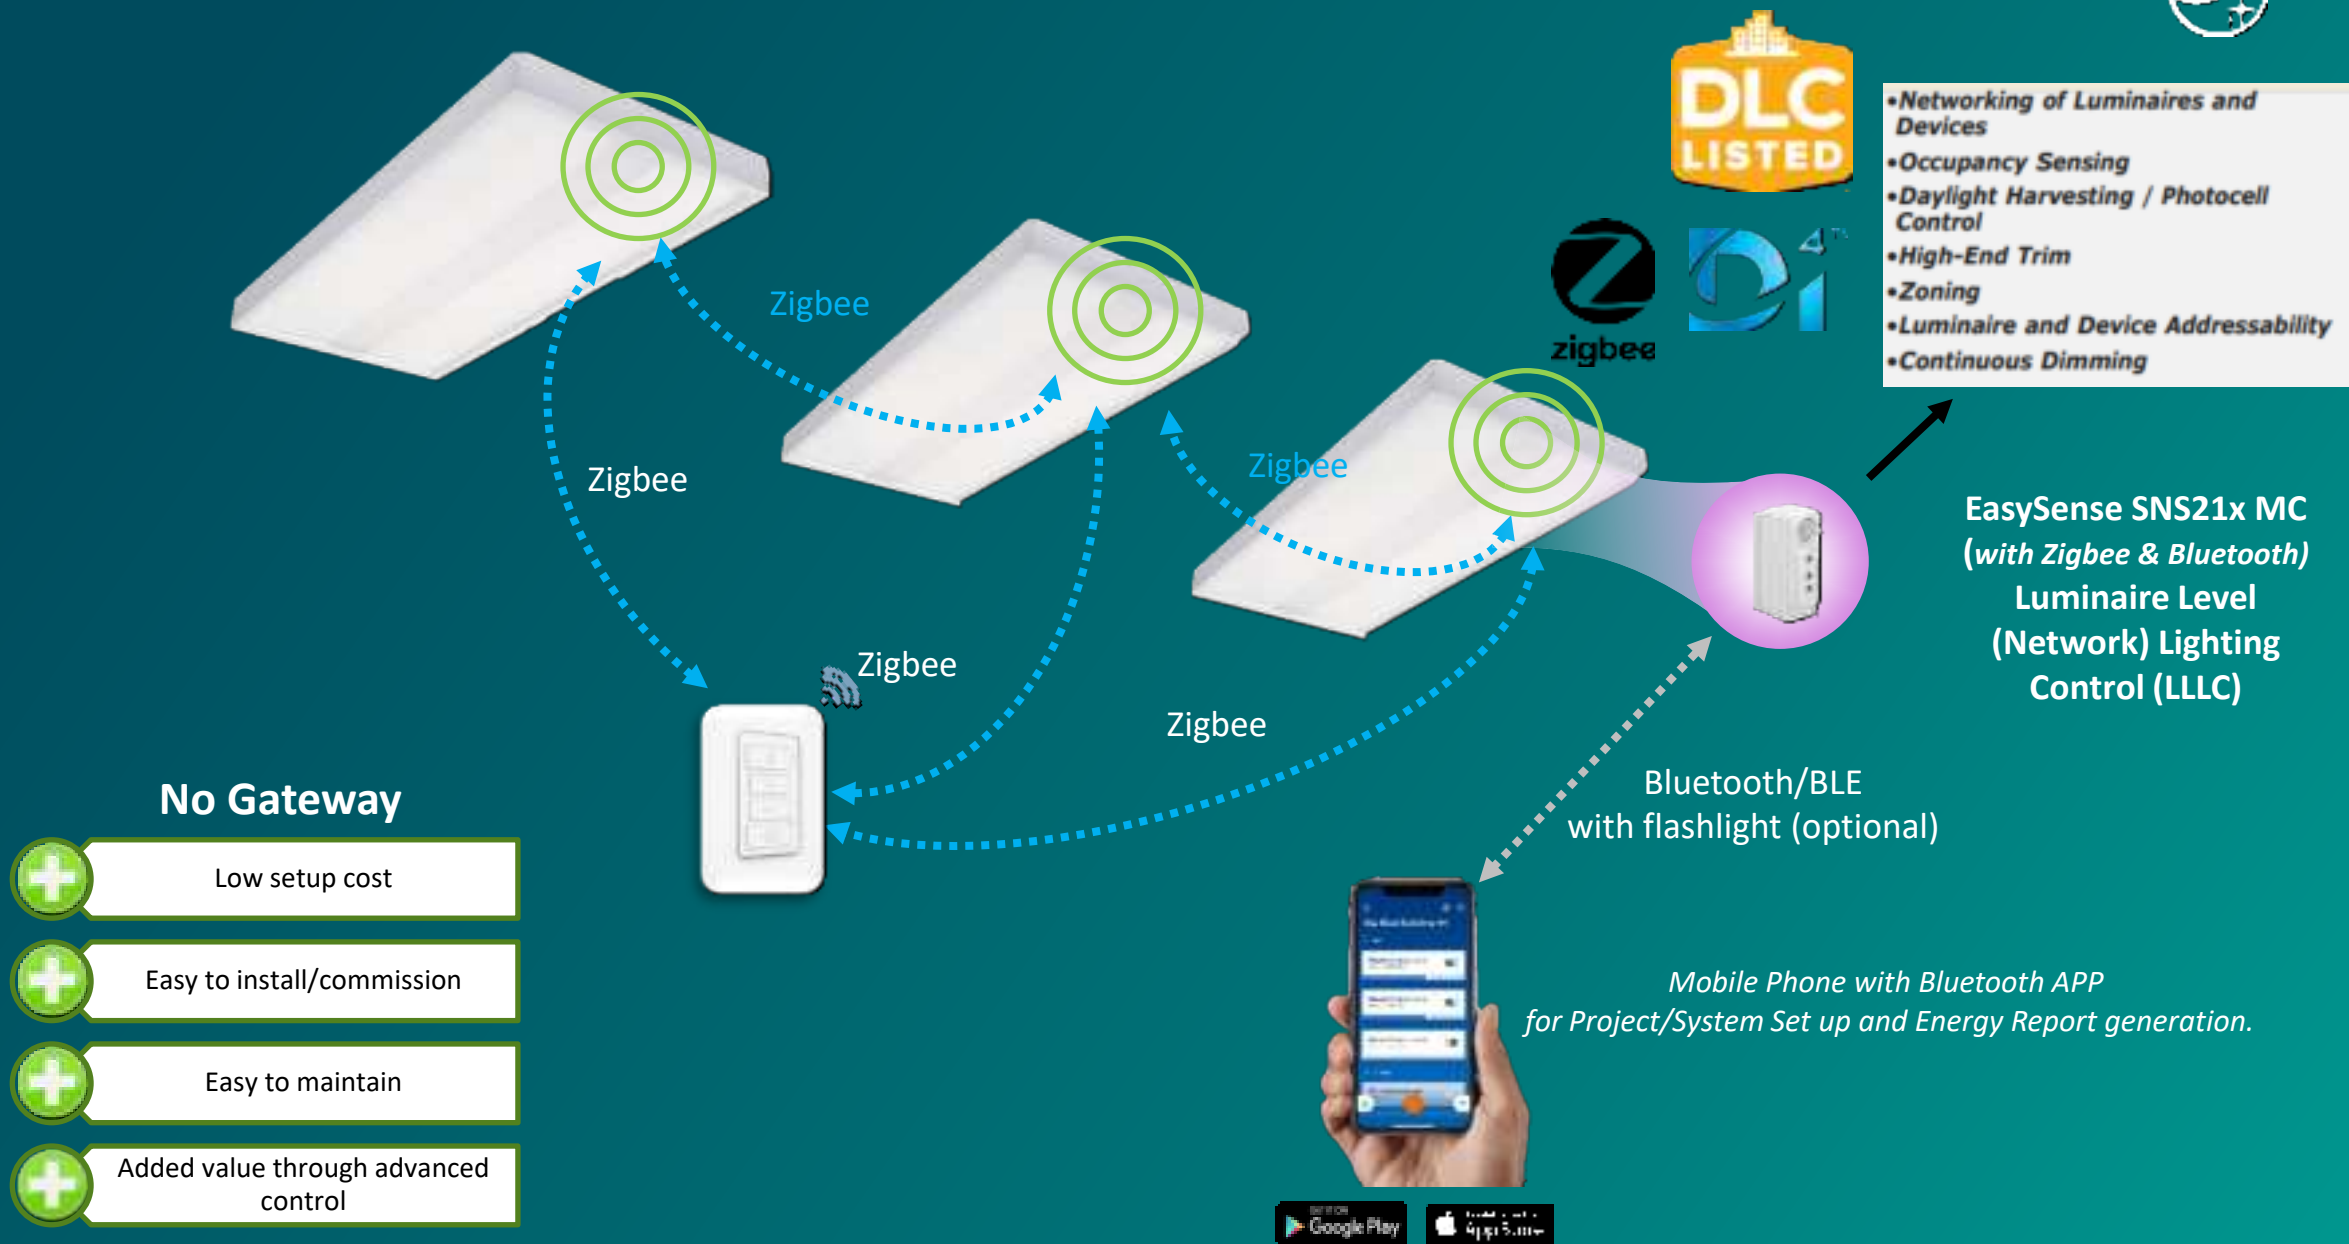 DLC
LISTED
•Networking of Luminaires and
Devices
•Occupancy Sensing
•Daylight Harvesting / Photocell
Control
•High-End Trim
•Zoning
•Luminaire and Device Addressability
•Continuous Dimming
zigbee
D4i
Zigbee
Zigbee
Zigbee
Zigbee
Zigbee
EasySense SNS21x MC
(with Zigbee & Bluetooth)
Luminaire Level
(Network) Lighting
Control (LLLC)
Bluetooth/BLE
with flashlight (optional)
No Gateway
Low setup cost
Easy to install/commission
Easy to maintain
Added value through advanced
control
Mobile Phone with Bluetooth APP
for Project/System Set up and Energy Report generation.
Google Play
App Store